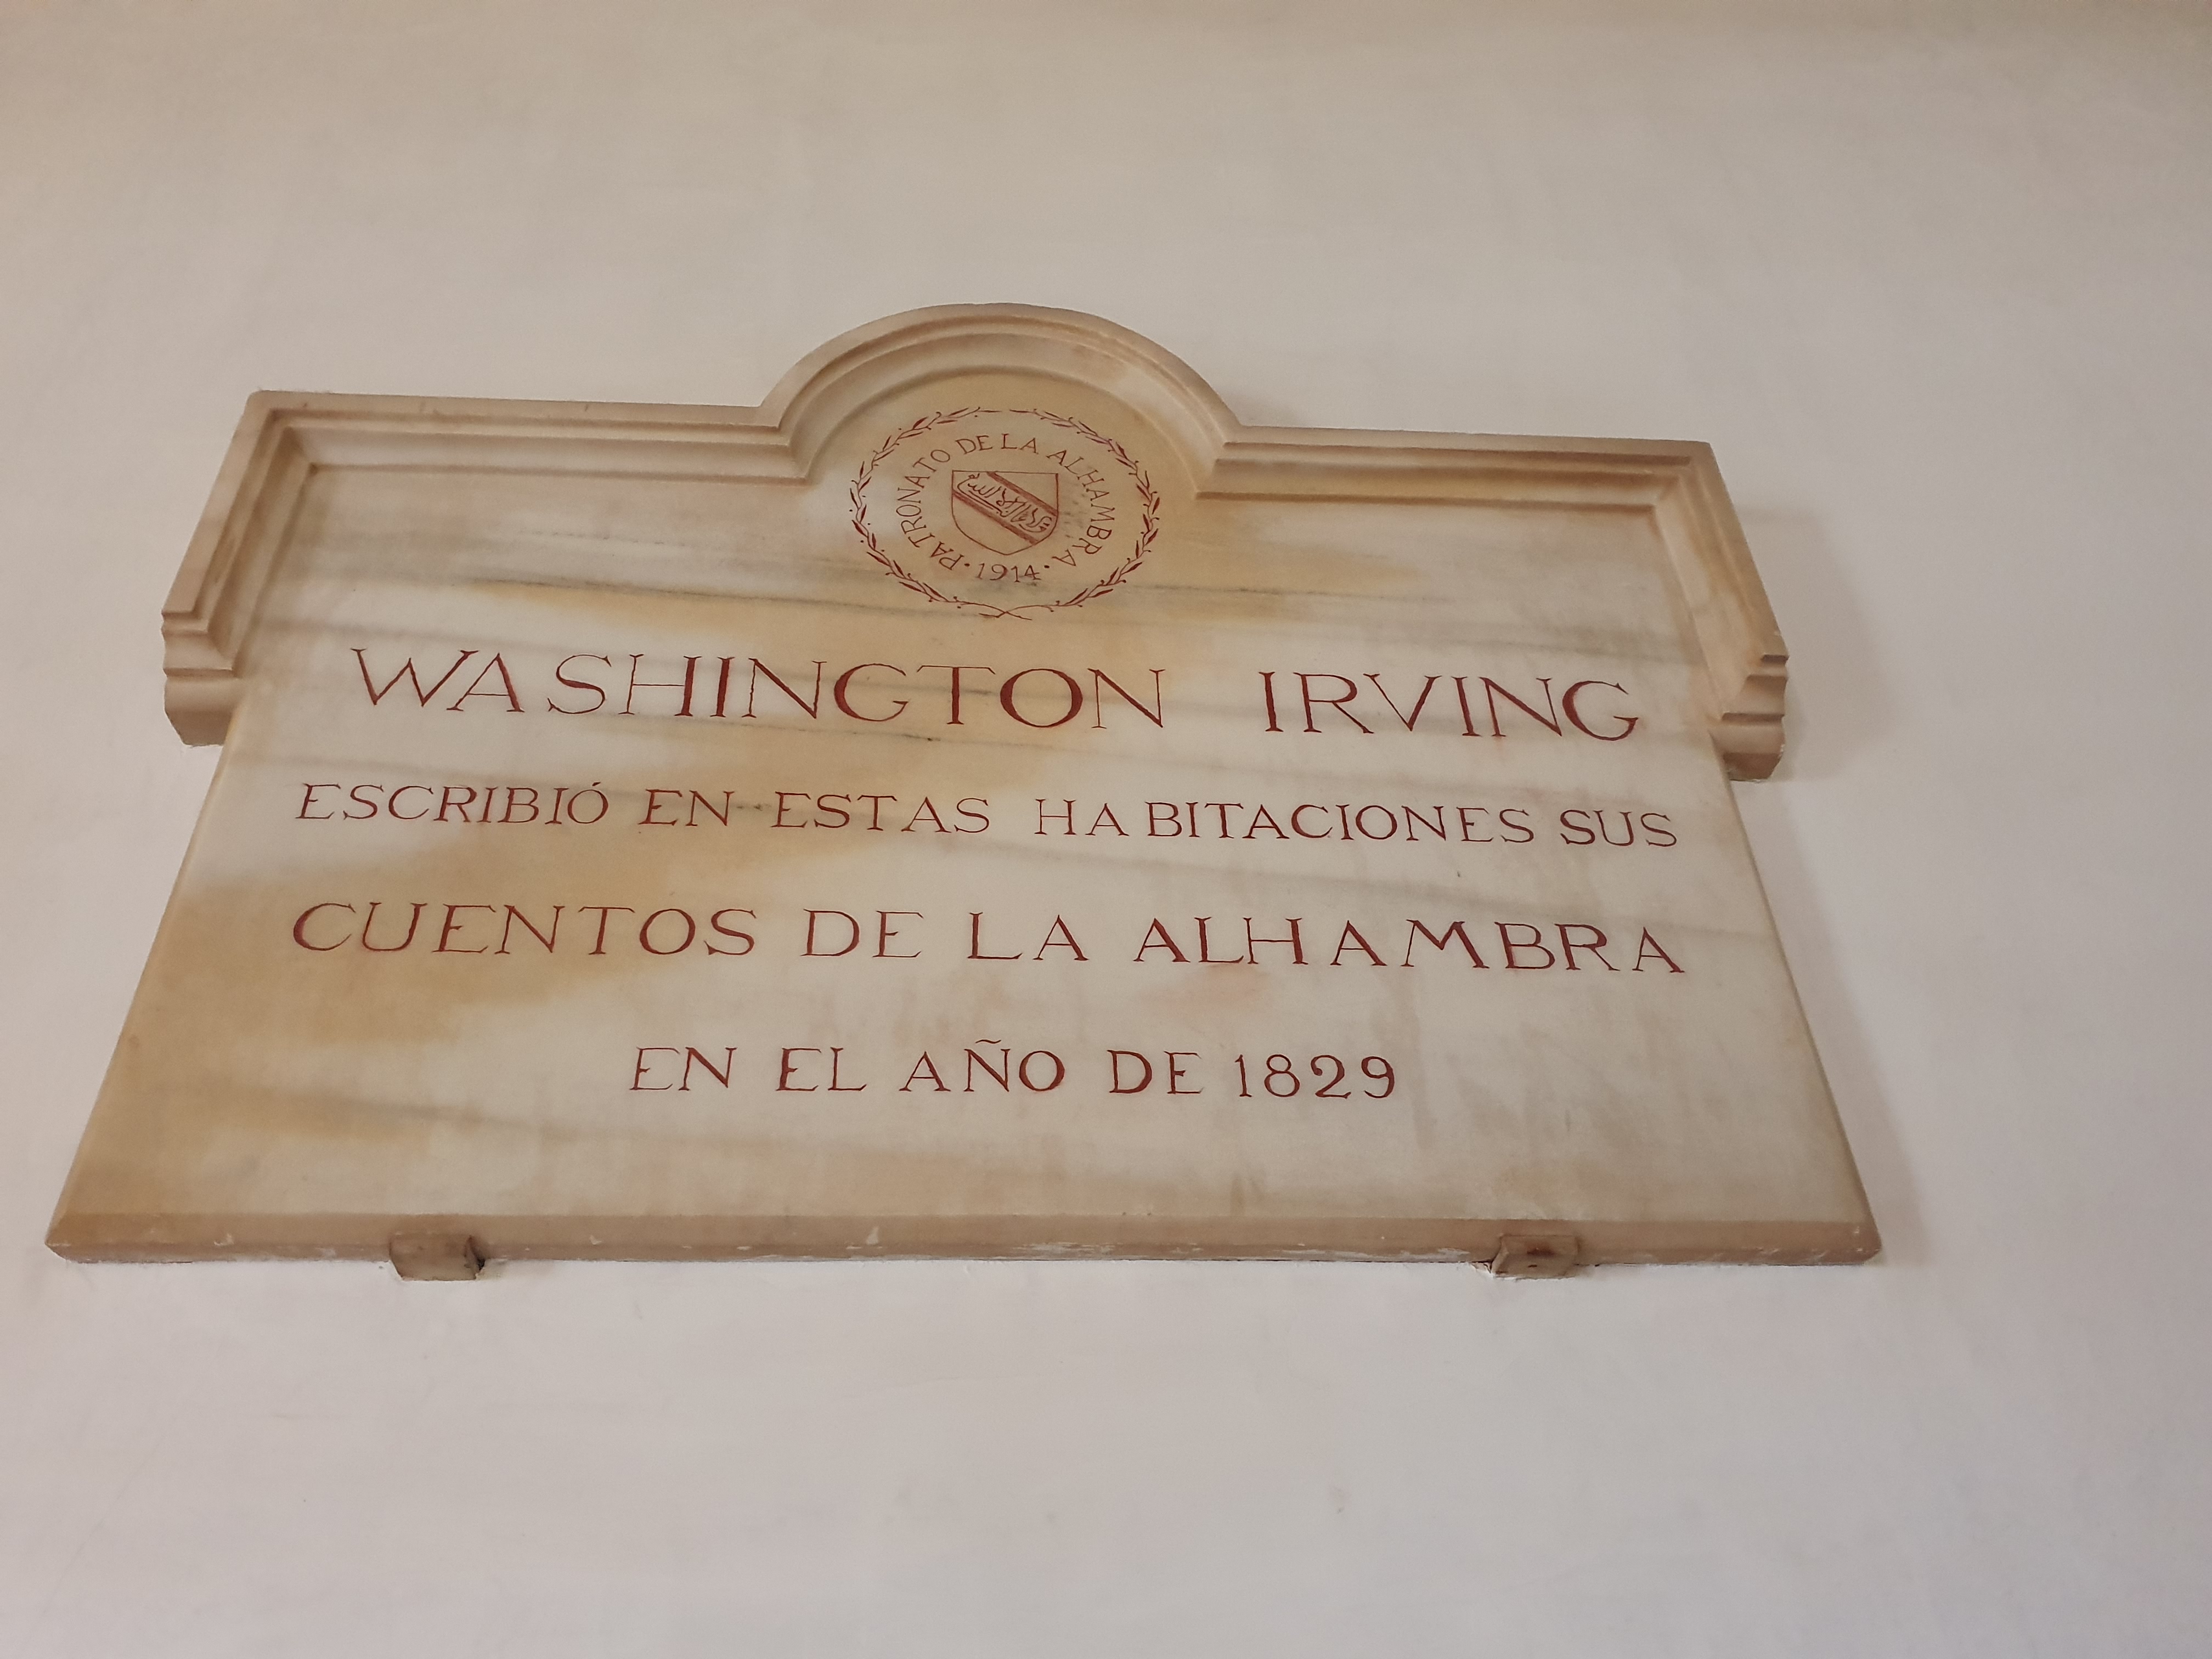 PATRONATO DE LA ALHAMBRA
· 1914 ·
WASHINGTON IRVING
ESCRIBIÓ EN ESTAS HABITACIONES SUS
CUENTOS DE LA ALHAMBRA
EN EL AÑO DE 1829